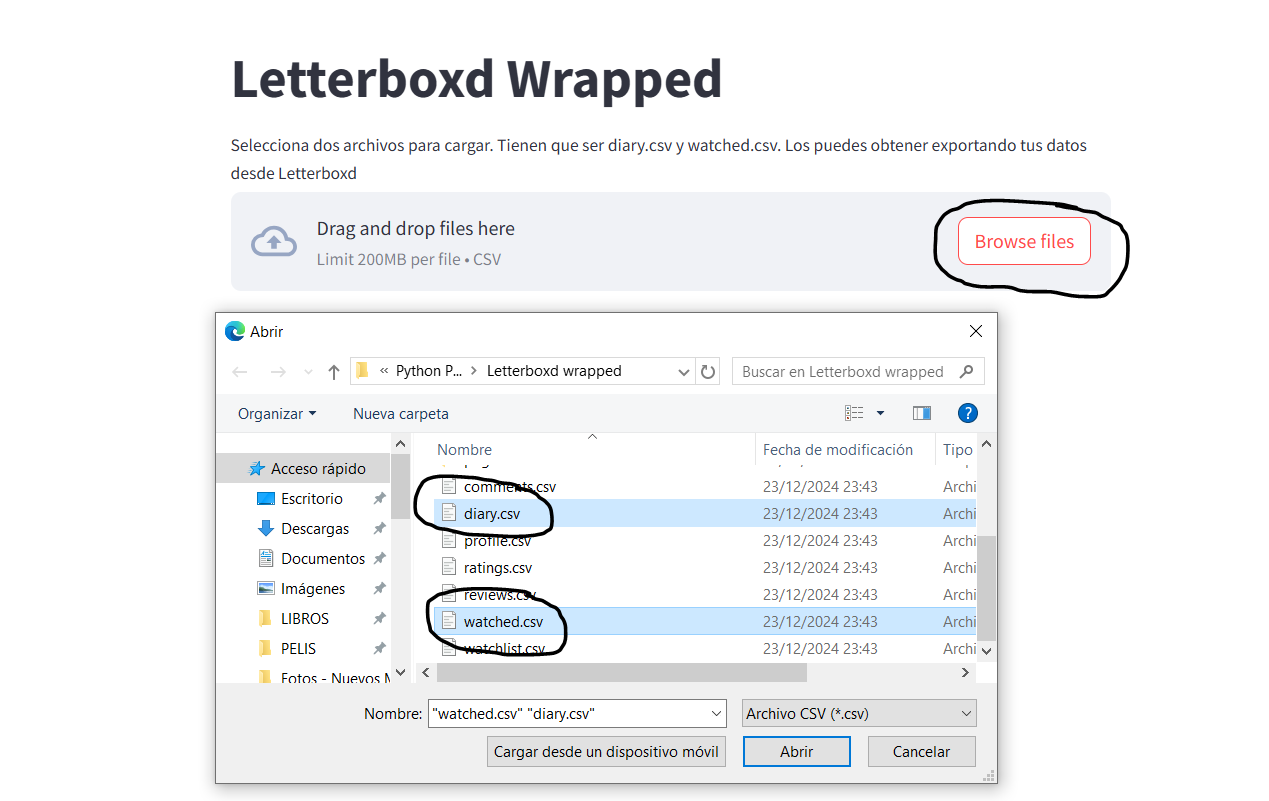 Letterboxd Wrapped
Selecciona dos archivos para cargar. Tienen que ser diary.csv y watched.csv. Los puedes obtener exportando tus datos
desde Letterboxd
Drag and drop files here
Limit 200MB per file • CSV
Browse files
Abrir
« Python P... > Letterboxd wrapped
Buscar en Letterboxd wrapped
Organizar
Nueva carpeta
?
Nombre
Fecha de modificación
Tipo
Acceso rápido
Escritorio
Descargas
Documentos
Imágenes
LIBROS
PELIS
Fotos - Nuevos M
comments.csv 23/12/2024 23:43 Archi
diary.csv 23/12/2024 23:43 Archi
profile.csv 23/12/2024 23:43 Archi
ratings.csv 23/12/2024 23:43 Archi
reviews.csv 23/12/2024 23:43 Archi
watched.csv 23/12/2024 23:43 Archi
watchlist.csv 23/12/2024 23:43 Archi
Nombre: "watched.csv" "diary.csv"
Archivo CSV (*.csv)
Cargar desde un dispositivo móvil
Abrir
Cancelar